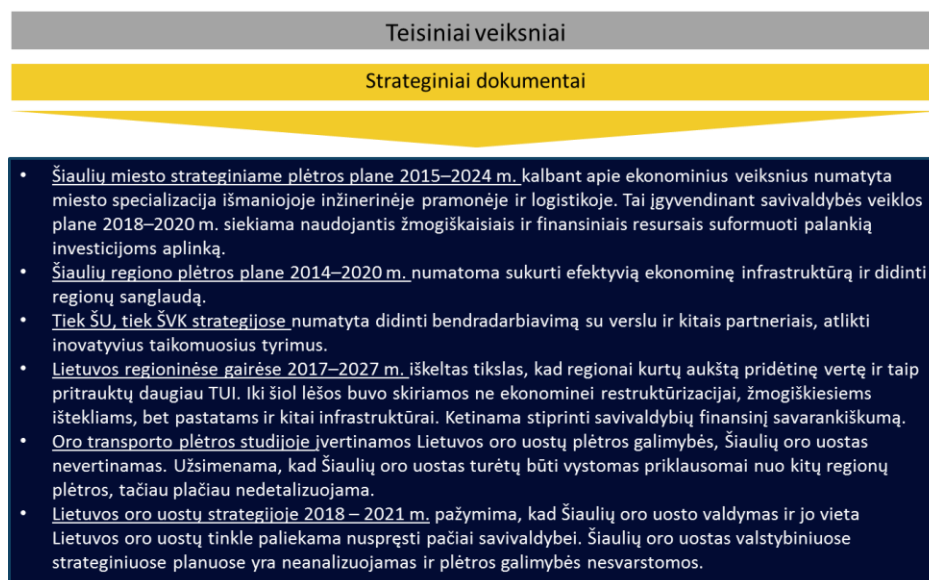 Teisiniai veiksniai
Strateginiai dokumentai
• Šiaulių miesto strateginiame plėtros plane 2015–2024 m. kalbant apie ekonominius veiksnius numatyta
miesto specializacija išmaniojoje inžinerinėje pramonėje ir logistikoje. Tai įgyvendinant savivaldybės veiklos
plane 2018–2020 m. siekiama naudojantis žmogiškaisiais ir finansiniais resursais suformuoti palankią
investicijoms aplinką.
• Šiaulių regiono plėtros plane 2014–2020 m. numatoma sukurti efektyvią ekonominę infrastruktūrą ir didinti
regionų sanglaudą.
• Tiek ŠU, tiek ŠVK strategijose numatyta didinti bendradarbiavimą su verslu ir kitais partneriais, atlikti
inovatyvius taikomuosius tyrimus.
• Lietuvos regioninėse gairėse 2017–2027 m. iškeltas tikslas, kad regionai kurtų aukštą pridėtinę vertę ir taip
pritrauktų daugiau TUI. Iki šiol lėšos buvo skiriamos ne ekonominei restruktūrizacijai, žmogiškiesiems
ištekliams, bet pastatams ir kitai infrastruktūrai. Ketinama stiprinti savivaldybių finansinį savarankiškumą.
• Oro transporto plėtros studijoje įvertinamos Lietuvos oro uostų plėtros galimybės, Šiaulių oro uostas
nevertinamas. Užsimenama, kad Šiaulių oro uostas turėtų būti vystomas priklausomai nuo kitų regionų
plėtros, tačiau plačiau nedetalizuojama.
• Lietuvos oro uostų strategijoje 2018 – 2021 m. pažymima, kad Šiaulių oro uosto valdymas ir jo vieta
Lietuvos oro uostų tinkle paliekama nuspręsti pačiai savivaldybei. Šiaulių oro uostas valstybiniuose
strateginiuose planuose yra neanalizuojamas ir plėtros galimybės nesvarstomos.